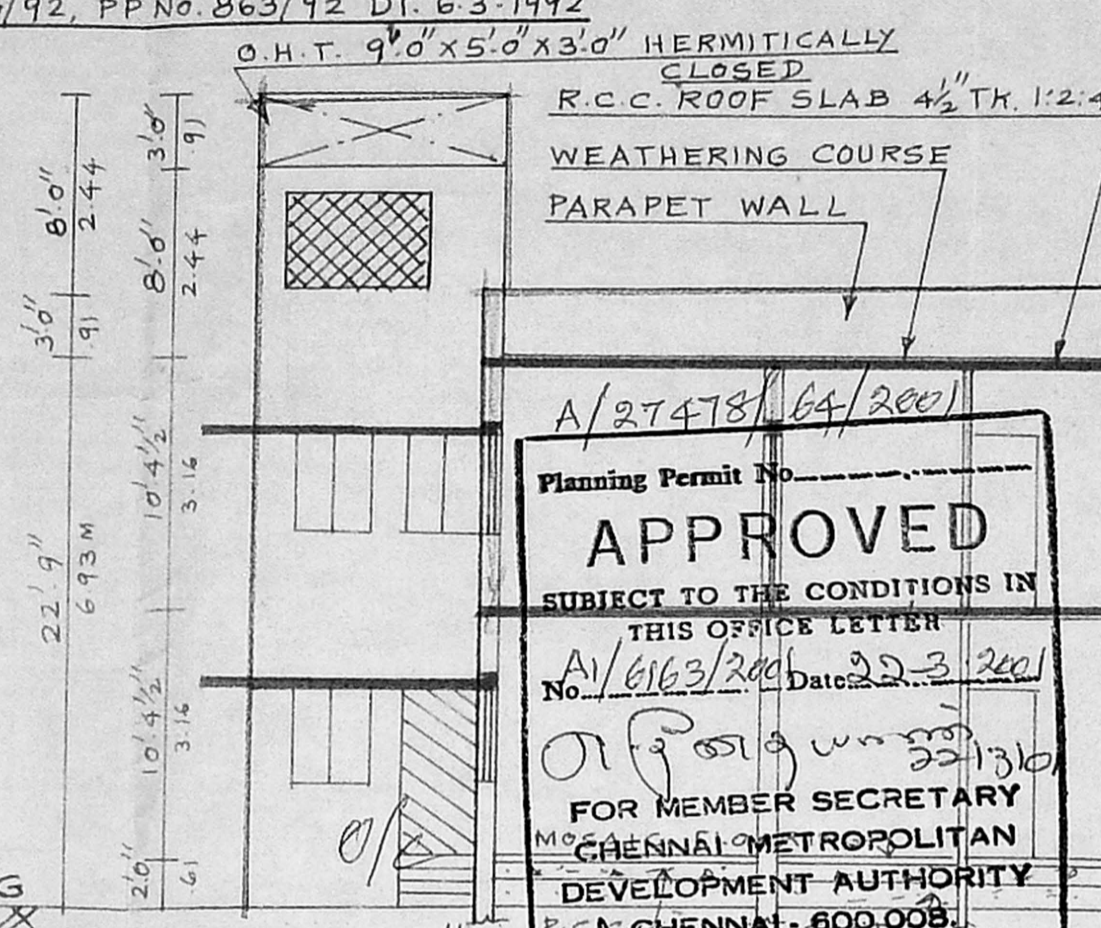 /92, PP No. 863/92 DT. 6.3.1992
O.H.T. 9'.0" X 5'.0" X 3'.0" HERMITICALLY
CLOSED
R.C.C. ROOF SLAB 4½" TK. 1:2:4
WEATHERING COURSE
PARAPET WALL
8'.0"
2.44
3'.0"
.91
22'.9"
6.93 M
3'.0"
.91
8'.0"
2.44
10'.4½"
3.16
10'.4½"
3.16
2'.0"
.61
A/27478/ 64/2001
Planning Permit No
APPROVED
SUBJECT TO THE CONDITIONS IN
THIS OFFICE LETTER
No. A1/6163/2001 Date: 22-3-2001
22/3/01
FOR MEMBER SECRETARY
CHENNAI METROPOLITAN
DEVELOPMENT AUTHORITY
CHENNAI - 600.008.
G